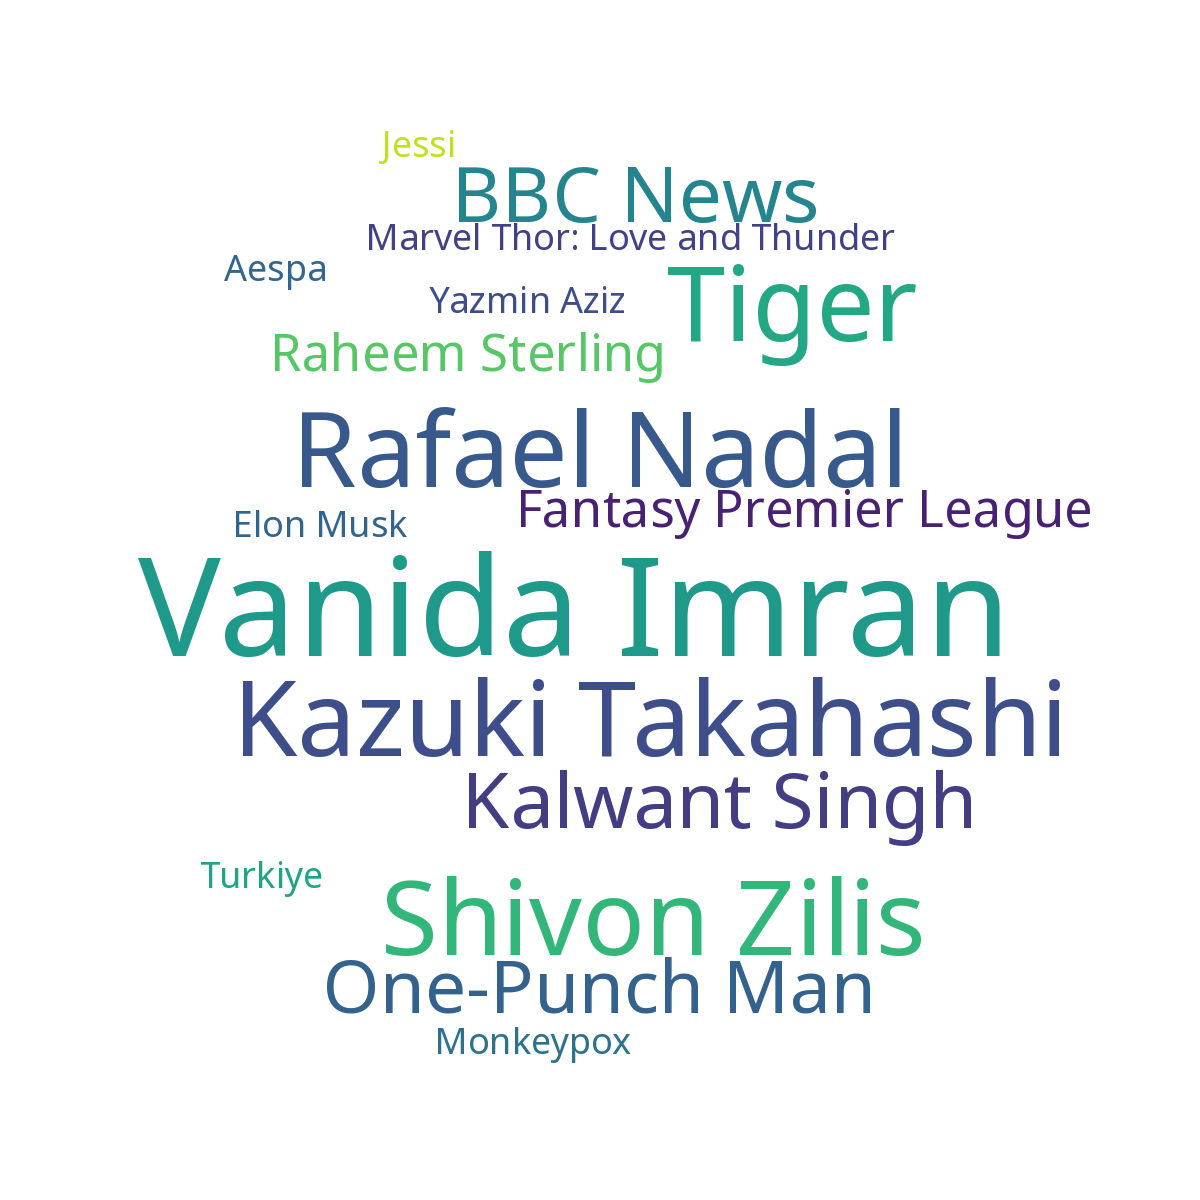 Jessi
BBC News
Marvel Thor: Love and Thunder
Aespa
Tiger
Yazmin Aziz
Raheem Sterling
Rafael Nadal
Fantasy Premier League
Elon Musk
Vanida Imran
Kazuki Takahashi
Kalwant Singh
Turkiye
Shivon Zilis
One-Punch Man
Monkeypox